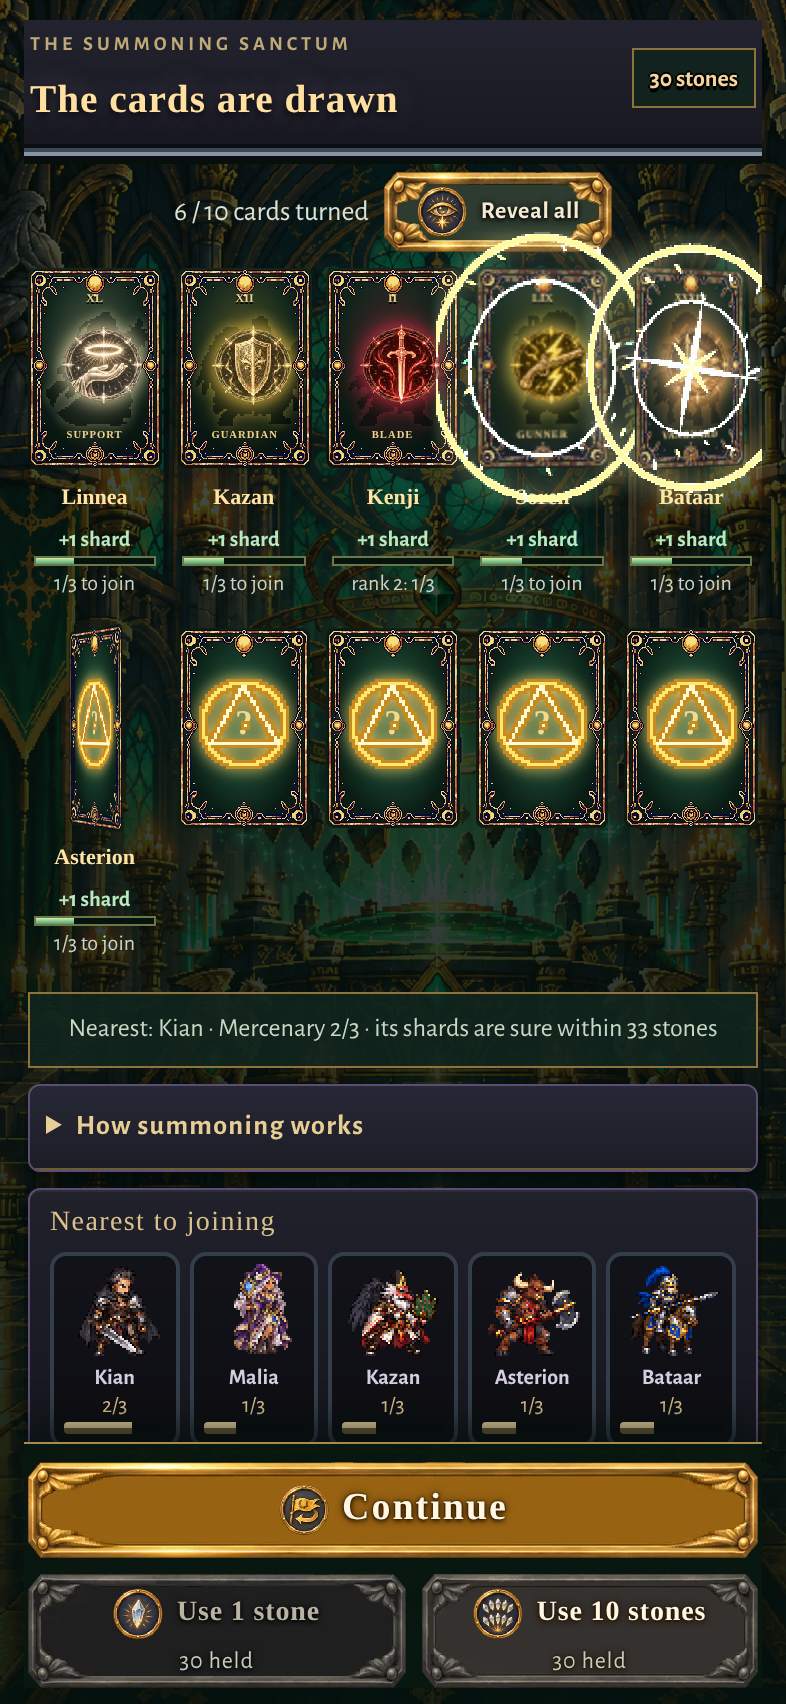 THE SUMMONING SANCTUM
The cards are drawn
30 stones
6 / 10 cards turned
Reveal all
XL
XII
II
LIX
SUPPORT
GUARDIAN
BLADE
GUNNER
Linnea
Kazan
Kenji
Soren
Bataar
+1 shard
+1 shard
+1 shard
+1 shard
+1 shard
1/3 to join
1/3 to join
rank 2: 1/3
1/3 to join
1/3 to join
?
?
?
?
?
Asterion
+1 shard
1/3 to join
Nearest: Kian · Mercenary 2/3 · its shards are sure within 33 stones
How summoning works
Nearest to joining
Kian
Malia
Kazan
Asterion
Bataar
2/3
1/3
1/3
1/3
1/3
Continue
Use 1 stone
30 held
Use 10 stones
30 held